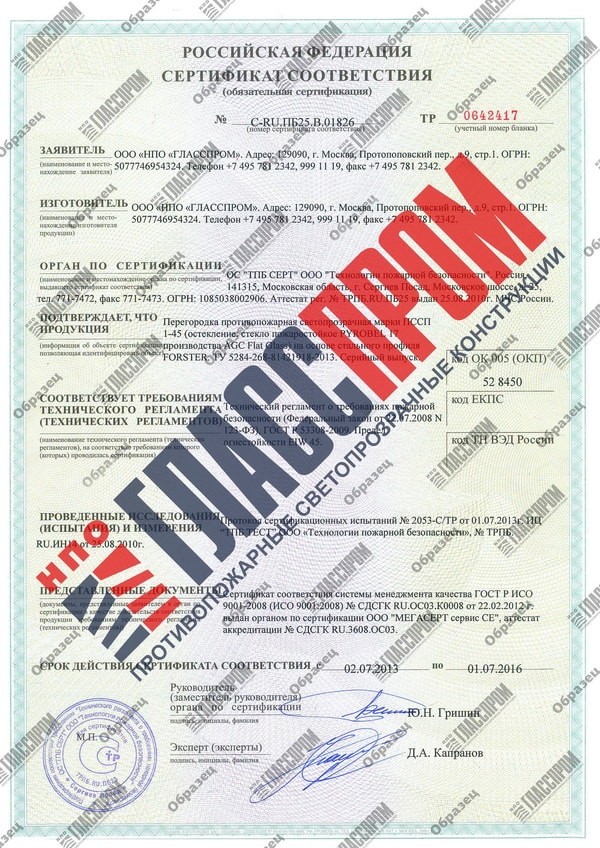 РОССИЙСКАЯ ФЕДЕРАЦИЯ
СЕРТИФИКАТ СООТВЕТСТВИЯ
(обязательная сертификация)
№ C-RU.ПБ25.В.01826
ТР 0642417
(номер сертификата соответствия)
(учетный номер бланка)
ЗАЯВИТЕЛЬ
(наименование и место-
нахождение заявителя)
ООО «НПО «ГЛАССПРОМ». Адрес: 129090, г. Москва, Протопоповский пер., д.9, стр.1. ОГРН:
5077746954324. Телефон +7 495 781 2342, 999 11 19, факс +7 495 781 2342.
ИЗГОТОВИТЕЛЬ
(наименование и место-
нахождение изготовителя
продукции)
ООО «НПО «ГЛАССПРОМ». Адрес: 129090, г. Москва, Протопоповский пер., д.9, стр.1. ОГРН:
5077746954324. Телефон +7 495 781 2342, 999 11 19, факс +7 495 781 2342.
ОРГАН ПО СЕРТИФИКАЦИИ
(наименование и местонахождение органа по сертификации,
выдавшего сертификат соответствия)
ОС "ТПБ СЕРТ" ООО "Технологии пожарной безопасности", Россия,
141315, Московская область, г. Сергиев Посад, Московское шоссе, д.25,
тел. 771-7472, факс 771-7473. ОГРН: 1085038002906. Аттестат рег. № ТРПБ.RU.ПБ25 выдан 25.08.2010г. МЧС России.
ПОДТВЕРЖДАЕТ, ЧТО
ПРОДУКЦИЯ
(информация об объекте сертификации,
позволяющая идентифицировать объект)
Перегородка противопожарная светопрозрачная марки ПССП
1-45 (остекление, стекло пожаростойкое PYROBEL 17
производства AGC Flat Glass) на основе стального профиля
FORSTER, ТУ 5284-268-81421918-2013. Серийный выпуск.
код ОК 005 (ОКП)
52 8450
код ЕКПС
код ТН ВЭД России
СООТВЕТСТВУЕТ ТРЕБОВАНИЯМ
ТЕХНИЧЕСКОГО РЕГЛАМЕНТА
(ТЕХНИЧЕСКИХ РЕГЛАМЕНТОВ)
(наименование технического регламента (технических
регламентов), на соответствие требованиям которого
(которых) проводилась сертификация)
Технический регламент о требованиях пожарной
безопасности (Федеральный закон от 22.07.2008 N
123-ФЗ), ГОСТ Р 53308-2009. Предел
огнестойкости EIW 45.
ПРОВЕДЕННЫЕ ИССЛЕДОВАНИЯ
(ИСПЫТАНИЯ) И ИЗМЕРЕНИЯ
Протокол сертификационных испытаний № 2053-С/ТР от 01.07.2013г. ИЦ
"ТПБ ТЕСТ" ООО «Технологии пожарной безопасности», № ТРПБ.
RU.ИН14 от 25.08.2010г.
ПРЕДСТАВЛЕННЫЕ ДОКУМЕНТЫ
(документы, представленные заявителем в орган по
сертификации в качестве доказательств соответствия
продукции требованиям
(технических регламентов))
Сертификат соответствия системы менеджмента качества ГОСТ Р ИСО
9001-2008 (ИСО 9001:2008) № СДСГК RU.OC03.K0008 от 22.02.2012 г
выдан органом по сертификации ООО "МЕГАСЕРТ сервис СЕ", аттестат
аккредитации № СДСГК RU.3608.ОС03.
СРОК ДЕЙСТВИЯ СЕРТИФИКАТА СООТВЕТСТВИЯ с 02.07.2013 по 01.07.2016
Руководитель
(заместитель руководителя)
органа по сертификации
подпись, инициалы, фамилия
Ю.Н. Гришин
М.П.
Эксперт (эксперты)
подпись, инициалы, фамилия
Д.А. Капранов
НПО ГЛАССПРОМ
ПРОТИВОПОЖАРНЫЕ СВЕТОПРОЗРАЧНЫЕ КОНСТРУКЦИИ
Образец